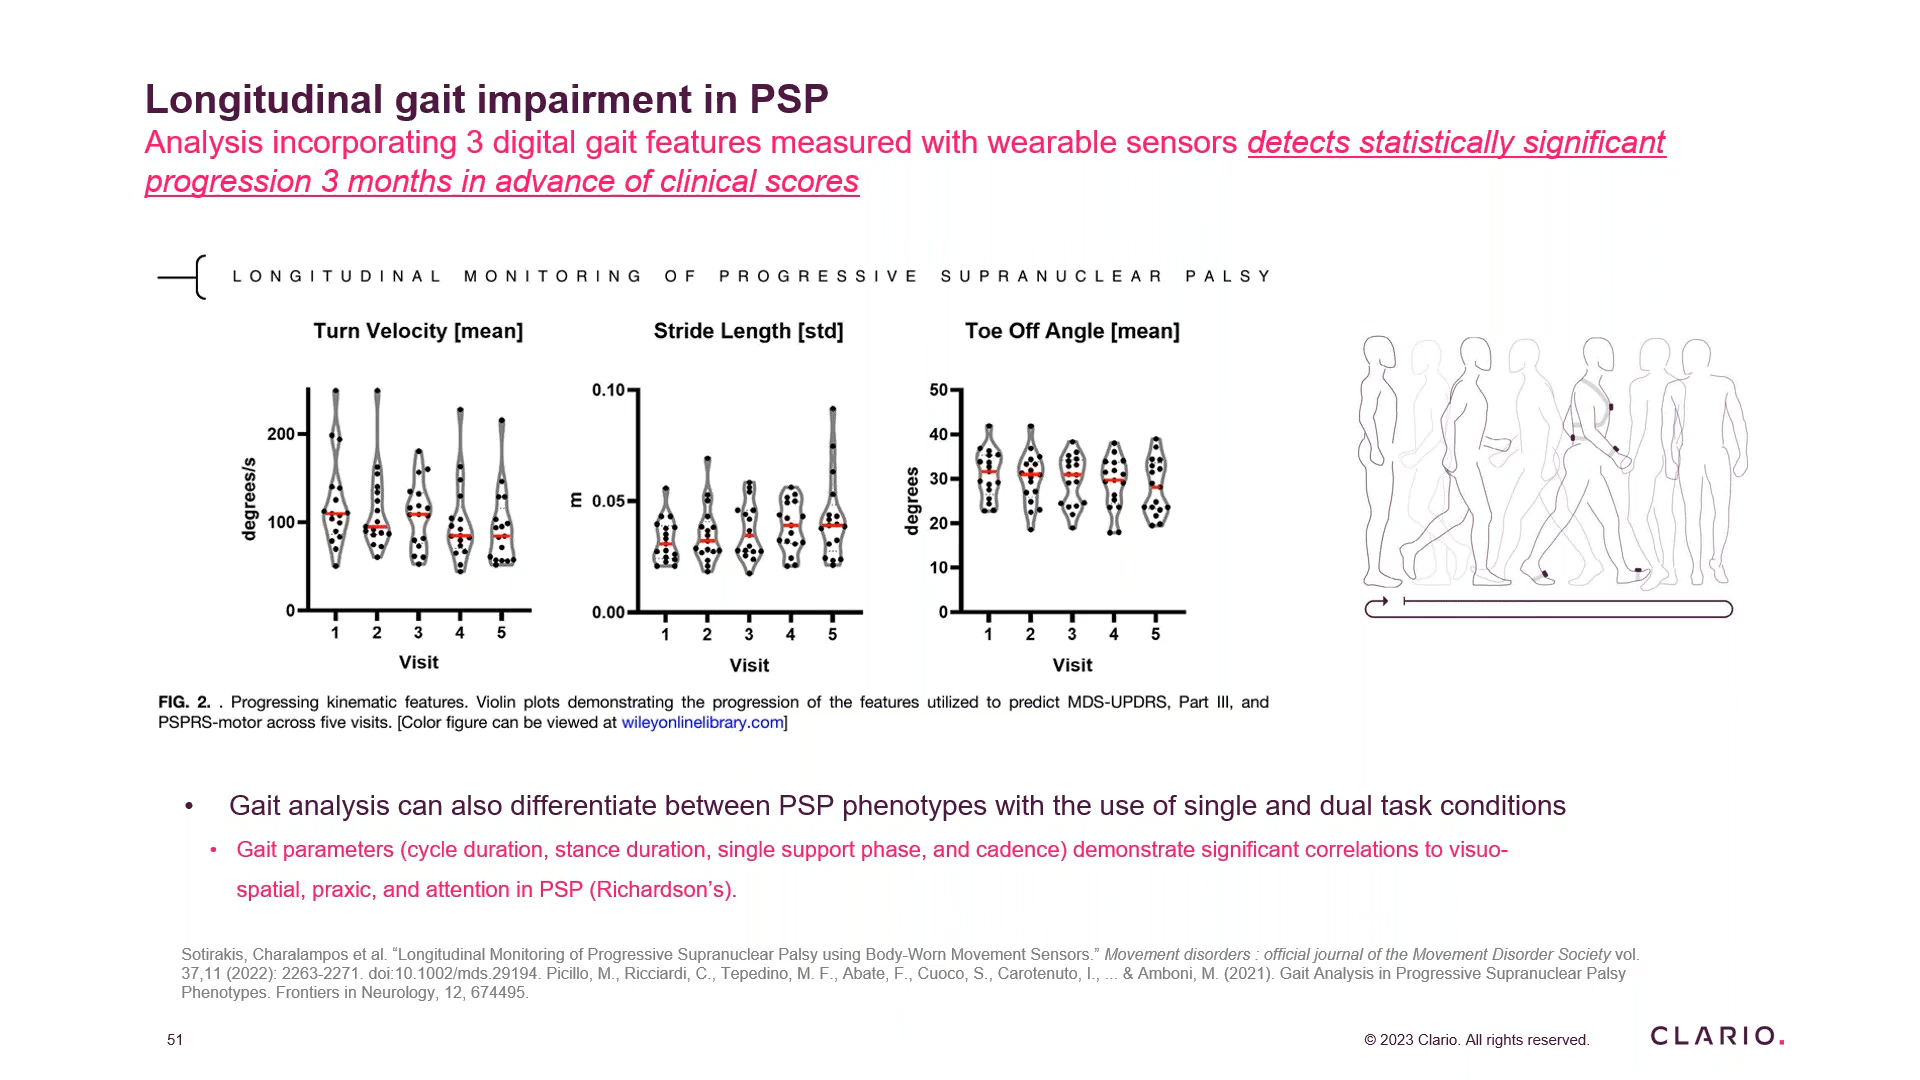 Longitudinal gait impairment in PSP
Analysis incorporating 3 digital gait features measured with wearable sensors detects statistically significant
progression 3 months in advance of clinical scores
LONGITUDINAL MONITORING OF PROGRESSIVE SUPRANUCLEAR PALSY
Turn Velocity [mean]
degrees/s
200
100
0
1 2 3 4 5
Visit
Stride Length [std]
m
0.10
0.05
0.00
1 2 3 4 5
Visit
Toe Off Angle [mean]
degrees
50
40
30
20
10
0
1 2 3 4 5
Visit
FIG. 2. . Progressing kinematic features. Violin plots demonstrating the progression of the features utilized to predict MDS-UPDRS, Part III, and
PSPRS-motor across five visits. [Color figure can be viewed at wileyonlinelibrary.com]
• Gait analysis can also differentiate between PSP phenotypes with the use of single and dual task conditions
• Gait parameters (cycle duration, stance duration, single support phase, and cadence) demonstrate significant correlations to visuo-
spatial, praxic, and attention in PSP (Richardson’s).
Sotirakis, Charalampos et al. “Longitudinal Monitoring of Progressive Supranuclear Palsy using Body-Worn Movement Sensors.” Movement disorders : official journal of the Movement Disorder Society vol.
37,11 (2022): 2263-2271. doi:10.1002/mds.29194. Picillo, M., Ricciardi, C., Tepedino, M. F., Abate, F., Cuoco, S., Carotenuto, I., ... & Amboni, M. (2021). Gait Analysis in Progressive Supranuclear Palsy
Phenotypes. Frontiers in Neurology, 12, 674495.
51
© 2023 Clario. All rights reserved.
CLARIO.